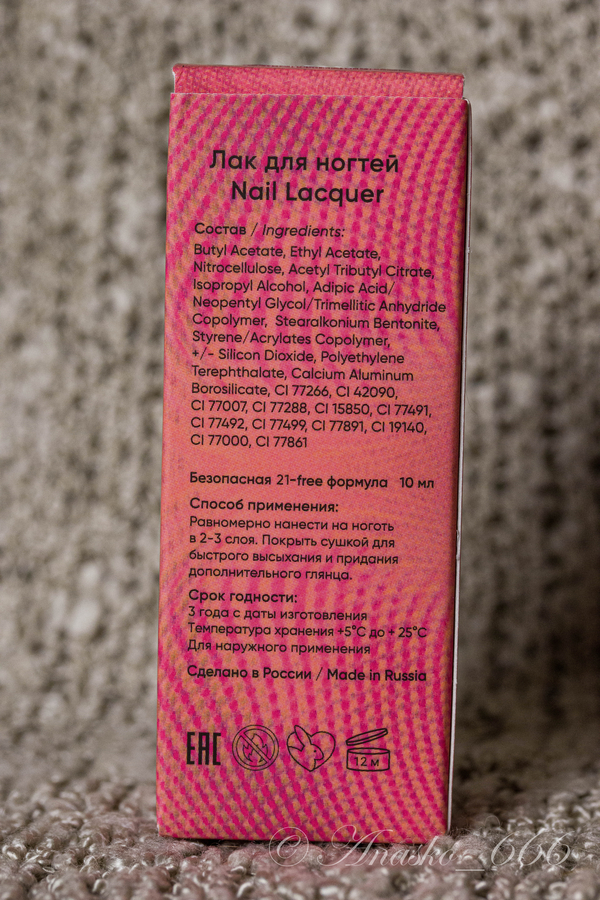 Лак для ногтей
Nail Lacquer
Состав / Ingredients:
Butyl Acetate, Ethyl Acetate,
Nitrocellulose, Acetyl Tributyl Citrate,
Isopropyl Alcohol, Adipic Acid/
Neopentyl Glycol/Trimellitic Anhydride
Copolymer, Stearalkonium Bentonite,
Styrene/Acrylates Copolymer,
+/- Silicon Dioxide, Polyethylene
Terephthalate, Calcium Aluminum
Borosilicate, CI 77266, CI 42090,
CI 77007, CI 77288, CI 15850, CI 77491,
CI 77492, CI 77499, CI 77891, CI 19140,
CI 77000, CI 77861
Безопасная 21-free формула 10 мл
Способ применения:
Равномерно нанести на ноготь
в 2-3 слоя. Покрыть сушкой для
быстрого высыхания и придания
дополнительного глянца.
Срок годности:
3 года с даты изготовления
Температура хранения +5°С до + 25°С
Для наружного применения
Сделано в России / Made in Russia
EAC
12 м
© Anasko_666